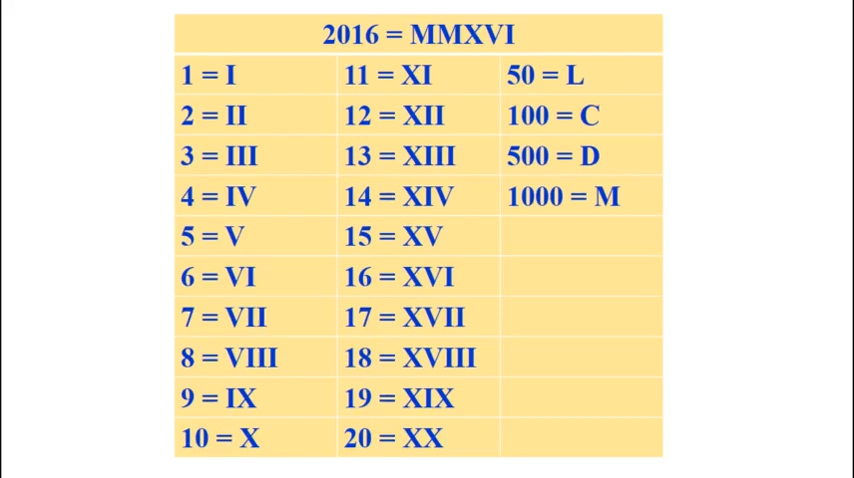 2016 = MMXVI
1 = I 11 = XI 50 = L
2 = II 12 = XII 100 = C
3 = III 13 = XIII 500 = D
4 = IV 14 = XIV 1000 = M
5 = V 15 = XV
6 = VI 16 = XVI
7 = VII 17 = XVII
8 = VIII 18 = XVIII
9 = IX 19 = XIX
10 = X 20 = XX